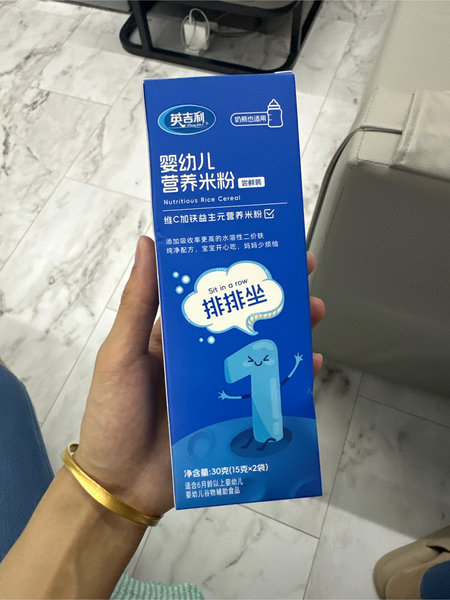 英吉利
奶瓶也适用
婴幼儿
营养米粉 尝鲜装
Nutritious Rice Cereal
维C加铁益生元营养米粉
添加吸收率更高的水溶性二价铁
纯净配方,宝宝开心吃,妈妈少烦恼
Sit in a row
排排坐
1
净含量:30克(15克×2袋)
适合6月龄以上婴幼儿
婴幼儿谷物辅助食品